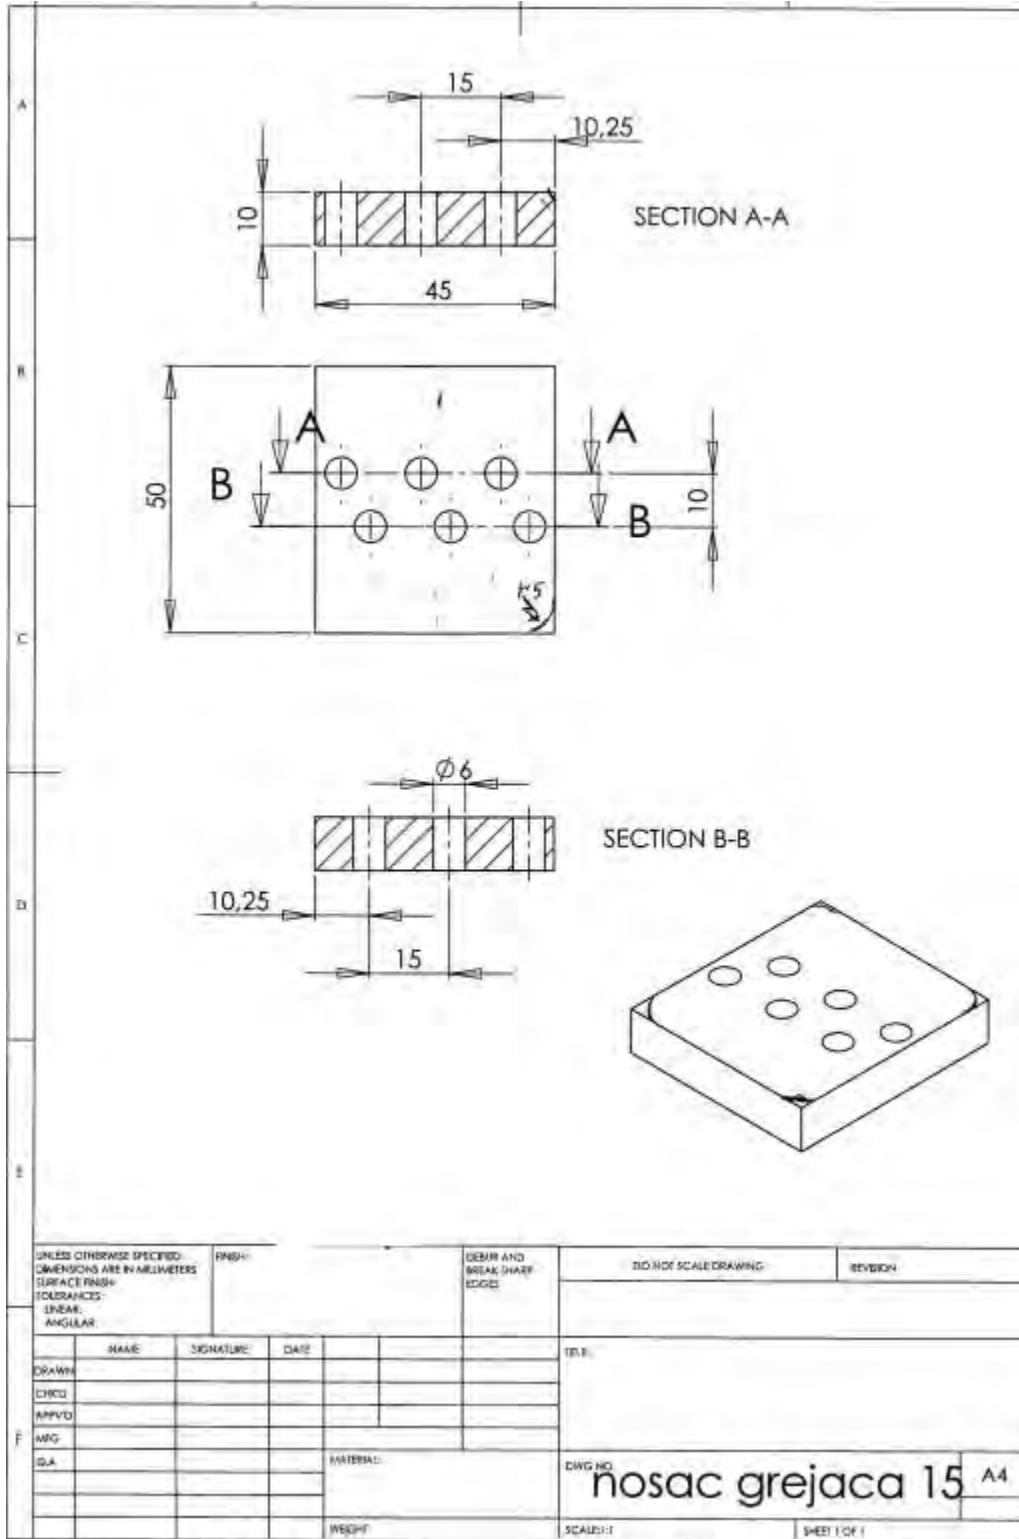 15
10,25
A
10
SECTION A-A
45
B
A A
50
B
10
B
C
Ø6
SECTION B-B
10,25
D
15
E
UNLESS OTHERWISE SPECIFIED:
DIMENSIONS ARE IN MILLIMETERS
SURFACE FINISH:
TOLERANCES:
LINEAR:
ANGULAR:
FINISH:
DEBUR AND
BREAK SHARP
EDGES
DO NOT SCALE DRAWING
REVISION
NAME SIGNATURE DATE
TITLE:
DRAWN
CHK'D
APPV'D
MFG
Q.A
F
MATERIAL:
DWG NO.
nosac grejaca 15
A4
WEIGHT:
SCALE:1:1
SHEET 1 OF 1